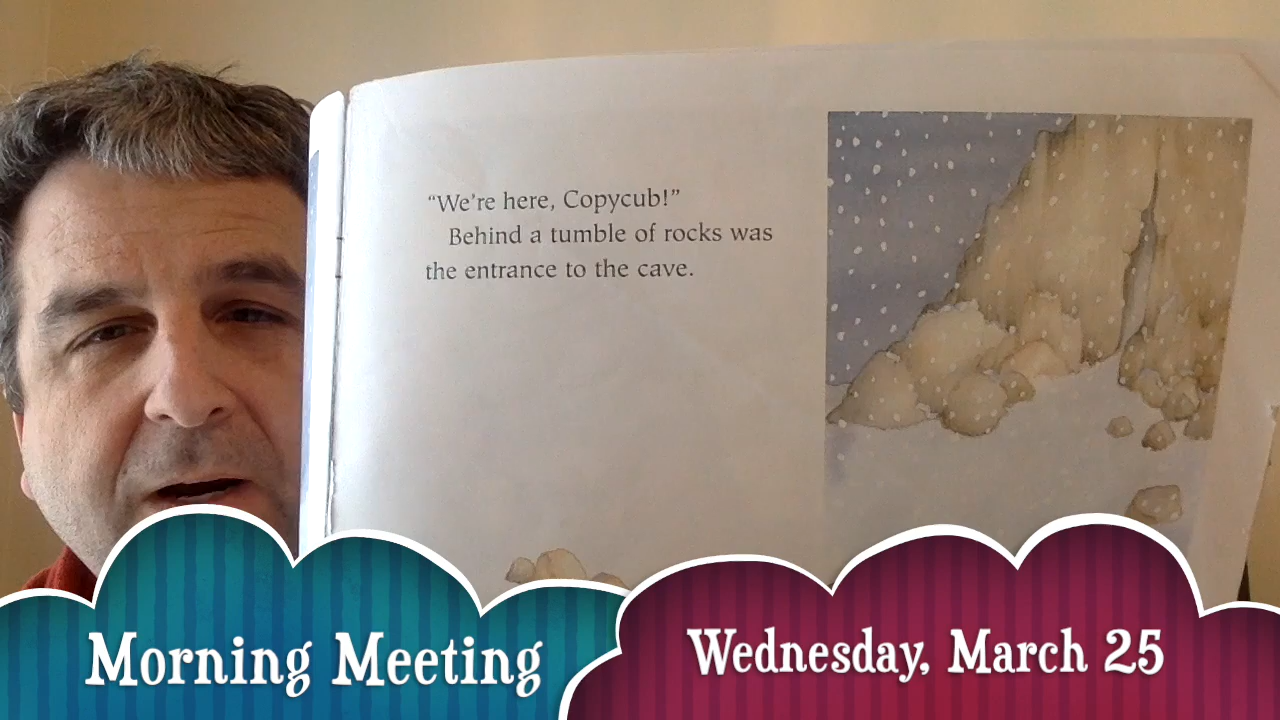 “We’re here, Copycub!”
Behind a tumble of rocks was
the entrance to the cave.
Morning Meeting
Wednesday, March 25